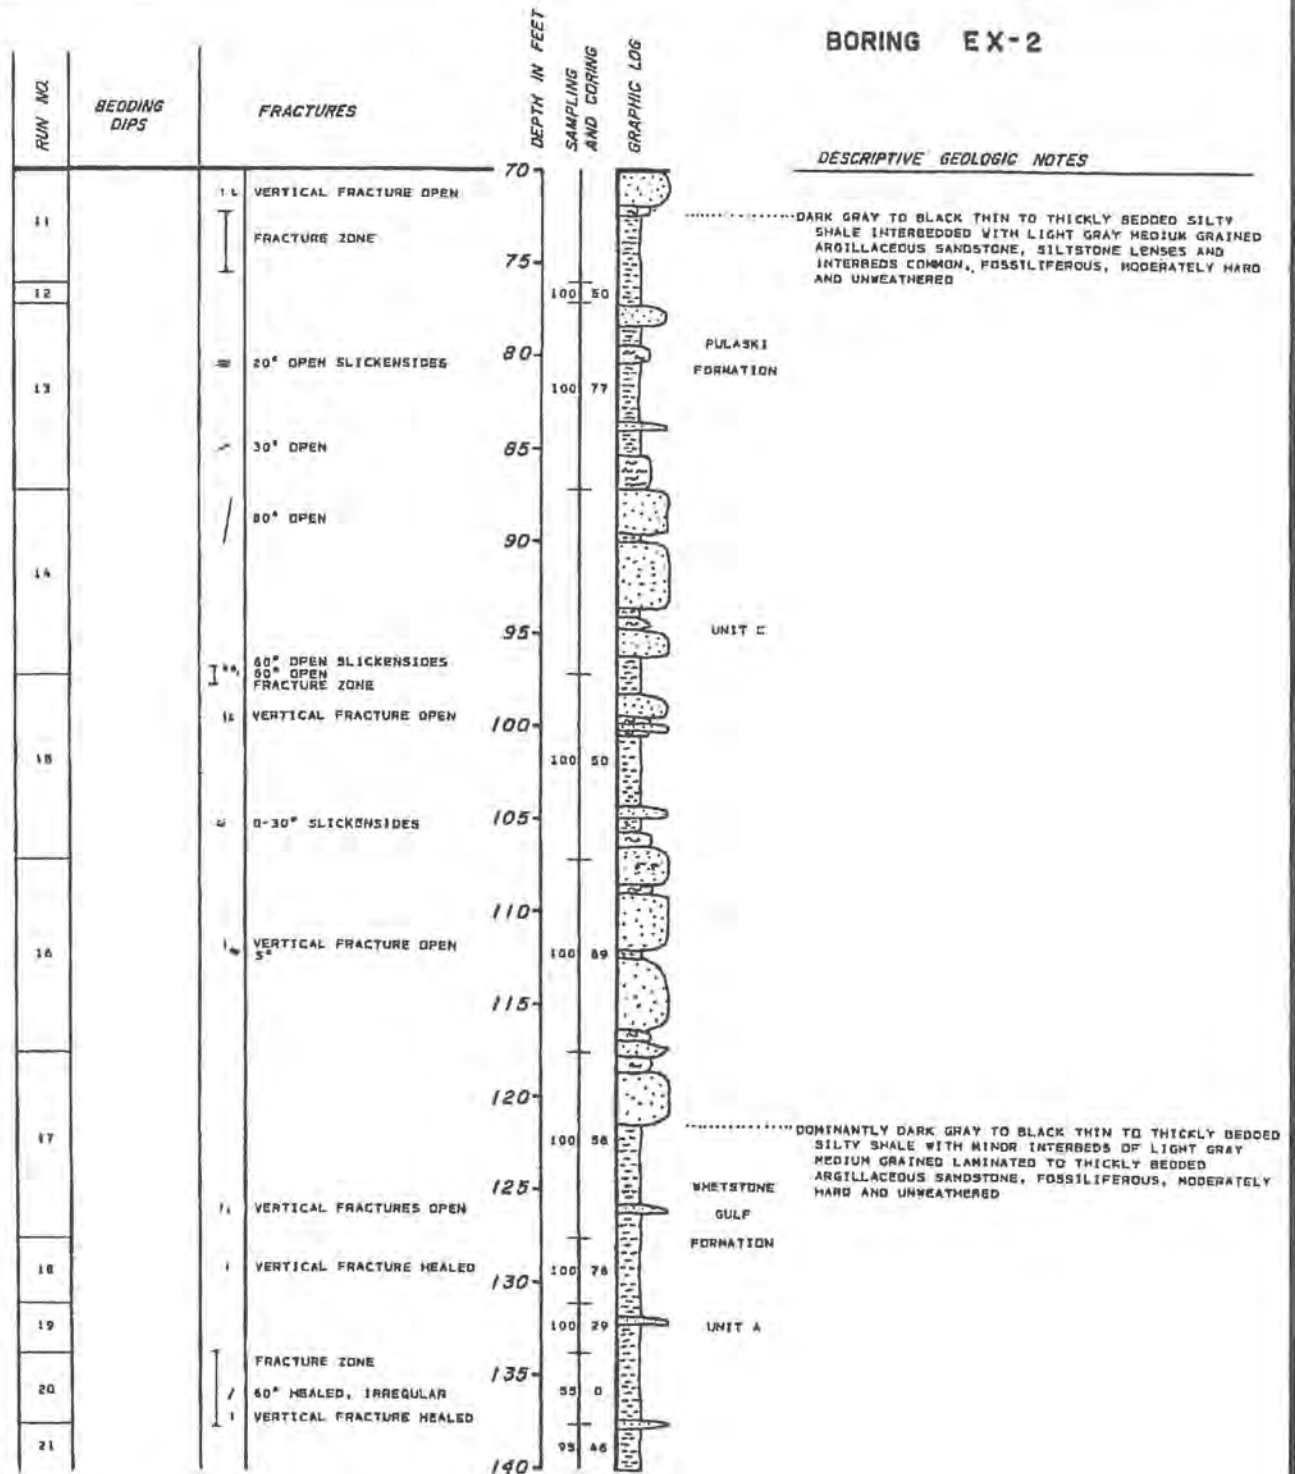 BORING EX-2
RUN NO.
BEDDING
DIPS
FRACTURES
DEPTH IN FEET
SAMPLING
AND CORING
GRAPHIC LOG
DESCRIPTIVE GEOLOGIC NOTES
70
VERTICAL FRACTURE OPEN
11
FRACTURE ZONE
DARK GRAY TO BLACK THIN TO THICKLY BEDDED SILTY
SHALE INTERBEDDED WITH LIGHT GRAY MEDIUM GRAINED
ARGILLACEOUS SANDSTONE, SILTSTONE LENSES AND
INTERBEDS COMMON, FOSSILIFEROUS, MODERATELY HARD
AND UNWEATHERED
75
12
100 50
PULASKI
FORMATION
80
20° OPEN SLICKENSIDES
13
100 77
85
30° OPEN
80° OPEN
90
14
95
UNIT C
60° OPEN SLICKENSIDES
60° OPEN
FRACTURE ZONE
VERTICAL FRACTURE OPEN
100
15
100 50
105
0-30° SLICKENSIDES
110
16
VERTICAL FRACTURE OPEN
5°
100 69
115
120
17
100 58
DOMINANTLY DARK GRAY TO BLACK THIN TO THICKLY BEDDED
SILTY SHALE WITH MINOR INTERBEDS OF LIGHT GRAY
MEDIUM GRAINED LAMINATED TO THICKLY BEDDED
ARGILLACEOUS SANDSTONE, FOSSILIFEROUS, MODERATELY
HARD AND UNWEATHERED
125
WHETSTONE
GULF
FORMATION
VERTICAL FRACTURES OPEN
18
VERTICAL FRACTURE HEALED
130
100 78
19
100 29
UNIT A
FRACTURE ZONE
135
20
60° HEALED, IRREGULAR
55 0
VERTICAL FRACTURE HEALED
21
95 46
140